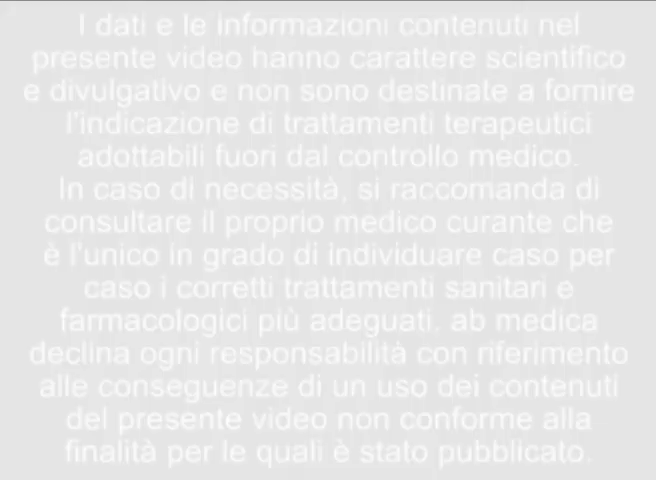 I dati e le informazioni contenuti nel
presente video hanno carattere scientifico
e divulgativo e non sono destinate a fornire
l'indicazione di trattamenti terapeutici
adottabili fuori dal controllo medico.
In caso di necessità, si raccomanda di
consultare il proprio medico curante che
è l'unico in grado di individuare caso per
caso i corretti trattamenti sanitari e
farmacologici più adeguati. ab medica
declina ogni responsabilità con riferimento
alle conseguenze di un uso dei contenuti
del presente video non conforme alla
finalità per le quali è stato pubblicato.